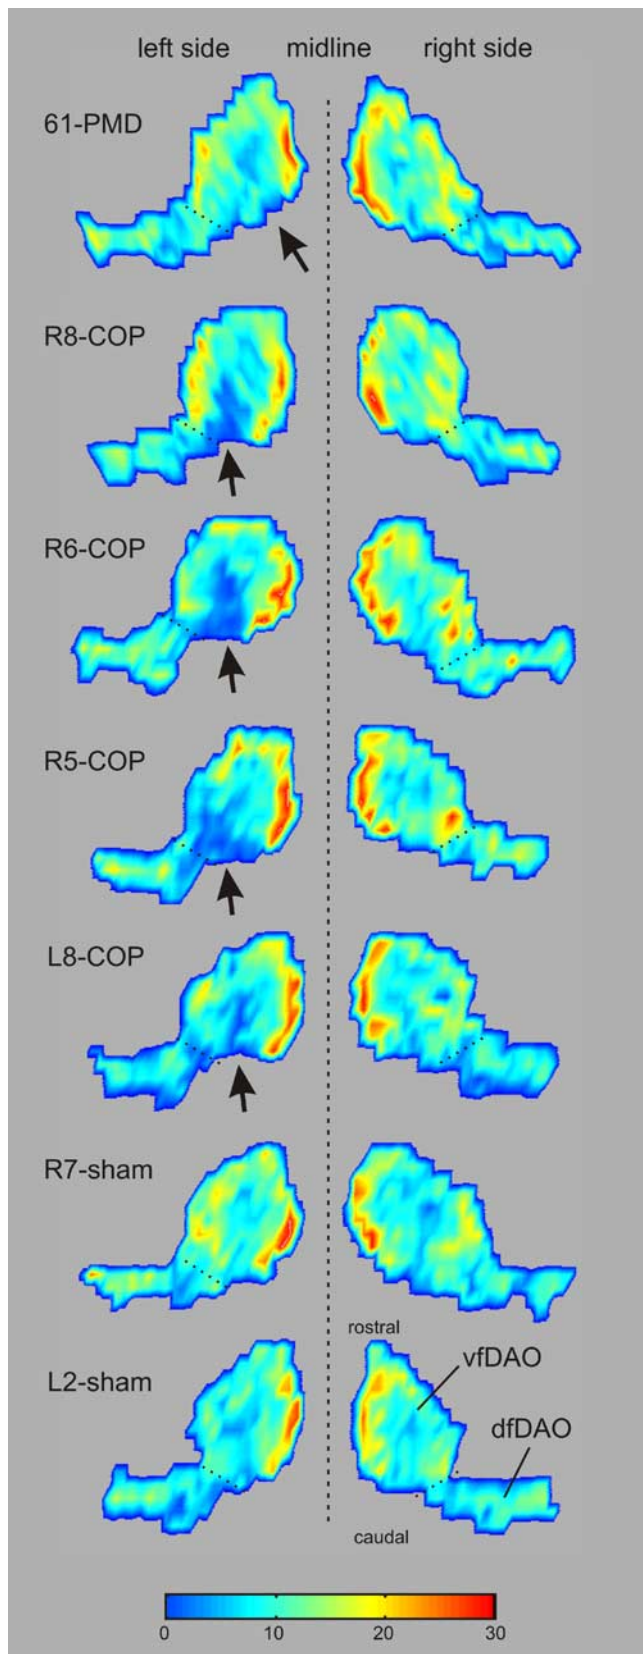 left side midline right side
61-PMD
R8-COP
R6-COP
R5-COP
L8-COP
R7-sham
rostral
L2-sham
vfDAO
dfDAO
caudal
0 10 20 30